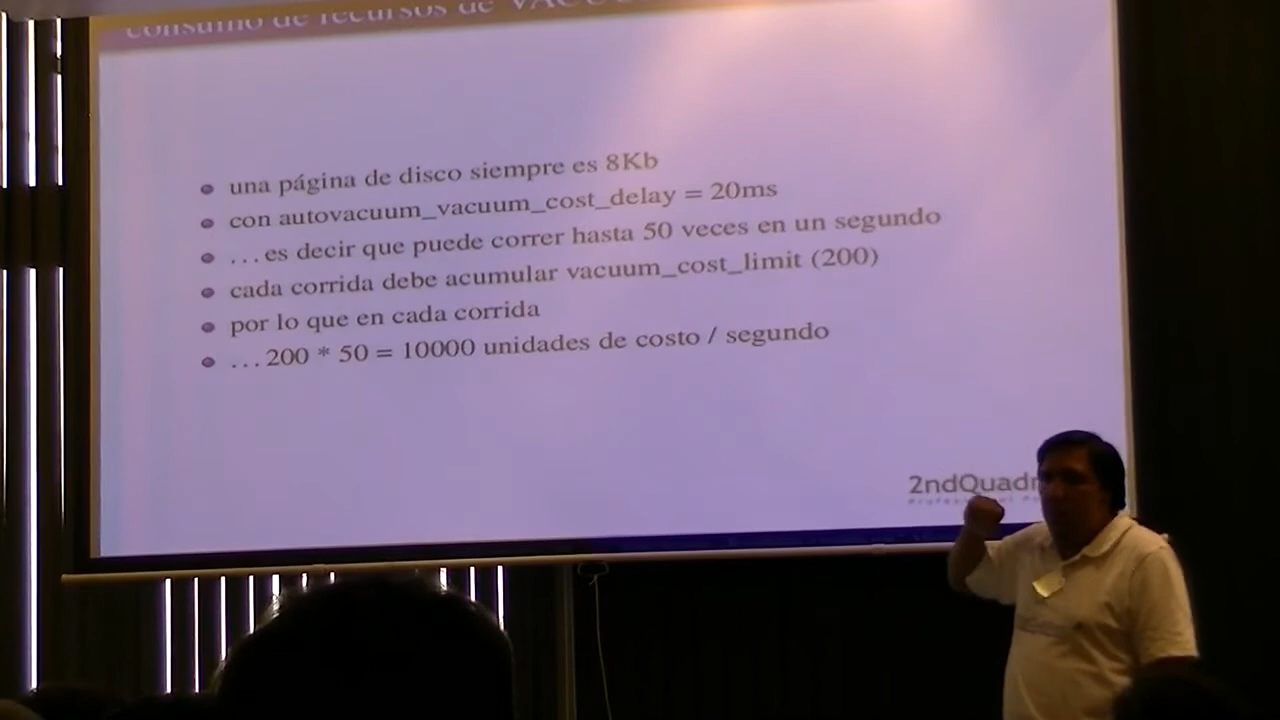 consumo de recursos de
una página de disco siempre es 8Kb
con autovacuum_vacuum_cost_delay = 20ms
...es decir que puede correr hasta 50 veces en un segundo
cada corrida debe acumular vacuum_cost_limit (200)
por lo que en cada corrida
...200 * 50 = 10000 unidades de costo / segundo
2ndQuadr